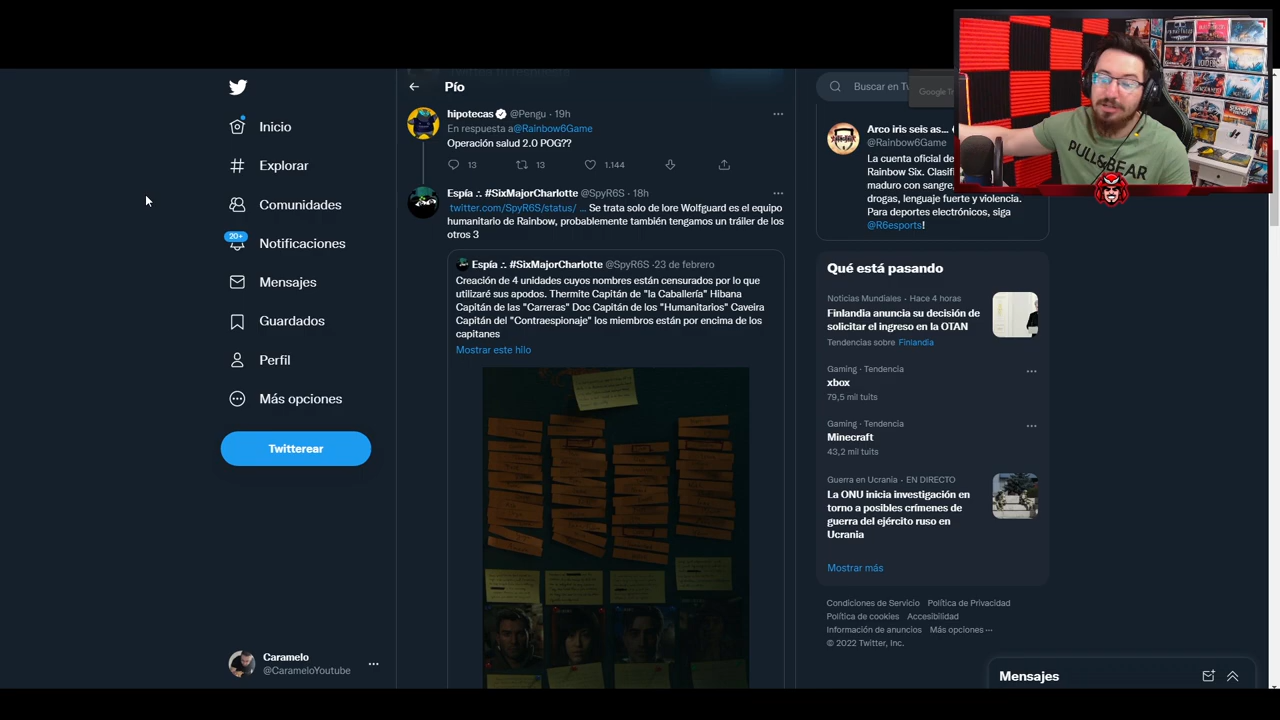 Inicio
Explorar
Comunidades
20+
Notificaciones
Mensajes
Guardados
Perfil
Más opciones
Twitterear
Caramelo
@CarameloYoutube
Pío
hipotecas @Pengu · 19h
En respuesta a@Rainbow6Game
Operación salud 2.0 POG??
13 13 1.144
Espía ∴ #SixMajorCharlotte @SpyR6S · 18h
twitter.com/SpyR6S/status/ ... Se trata solo de lore Wolfguard es el equipo
humanitario de Rainbow, probablemente también tengamos un tráiler de los
otros 3
Espía ∴ #SixMajorCharlotte @SpyR6S ·23 de febrero
Creación de 4 unidades cuyos nombres están censurados por lo que
utilizaré sus apodos. Thermite Capitán de "la Caballería" Hibana
Capitán de las "Carreras" Doc Capitán de los "Humanitarios" Caveira
Capitán del "Contraespionaje" los miembros están por encima de los
capitanes
Mostrar este hilo
Buscar en Tw
Arco iris seis as...
@Rainbow6Game
La cuenta oficial de
Rainbow Six. Clasifi
maduro con sangre,
drogas, lenguaje fuerte y violencia.
Para deportes electrónicos, siga
@R6esports!
Qué está pasando
Noticias Mundiales · Hace 4 horas
Finlandia anuncia su decisión de
solicitar el ingreso en la OTAN
Tendencias sobre Finlandia
Gaming · Tendencia
xbox
79,5 mil tuits
Gaming · Tendencia
Minecraft
43,2 mil tuits
Guerra en Ucrania · EN DIRECTO
La ONU inicia investigación en
torno a posibles crímenes de
guerra del ejército ruso en
Ucrania
Mostrar más
Condiciones de Servicio Política de Privacidad
Política de cookies Accesibilidad
Información de anuncios Más opciones
© 2022 Twitter, Inc.
Mensajes
PULL&BEAR